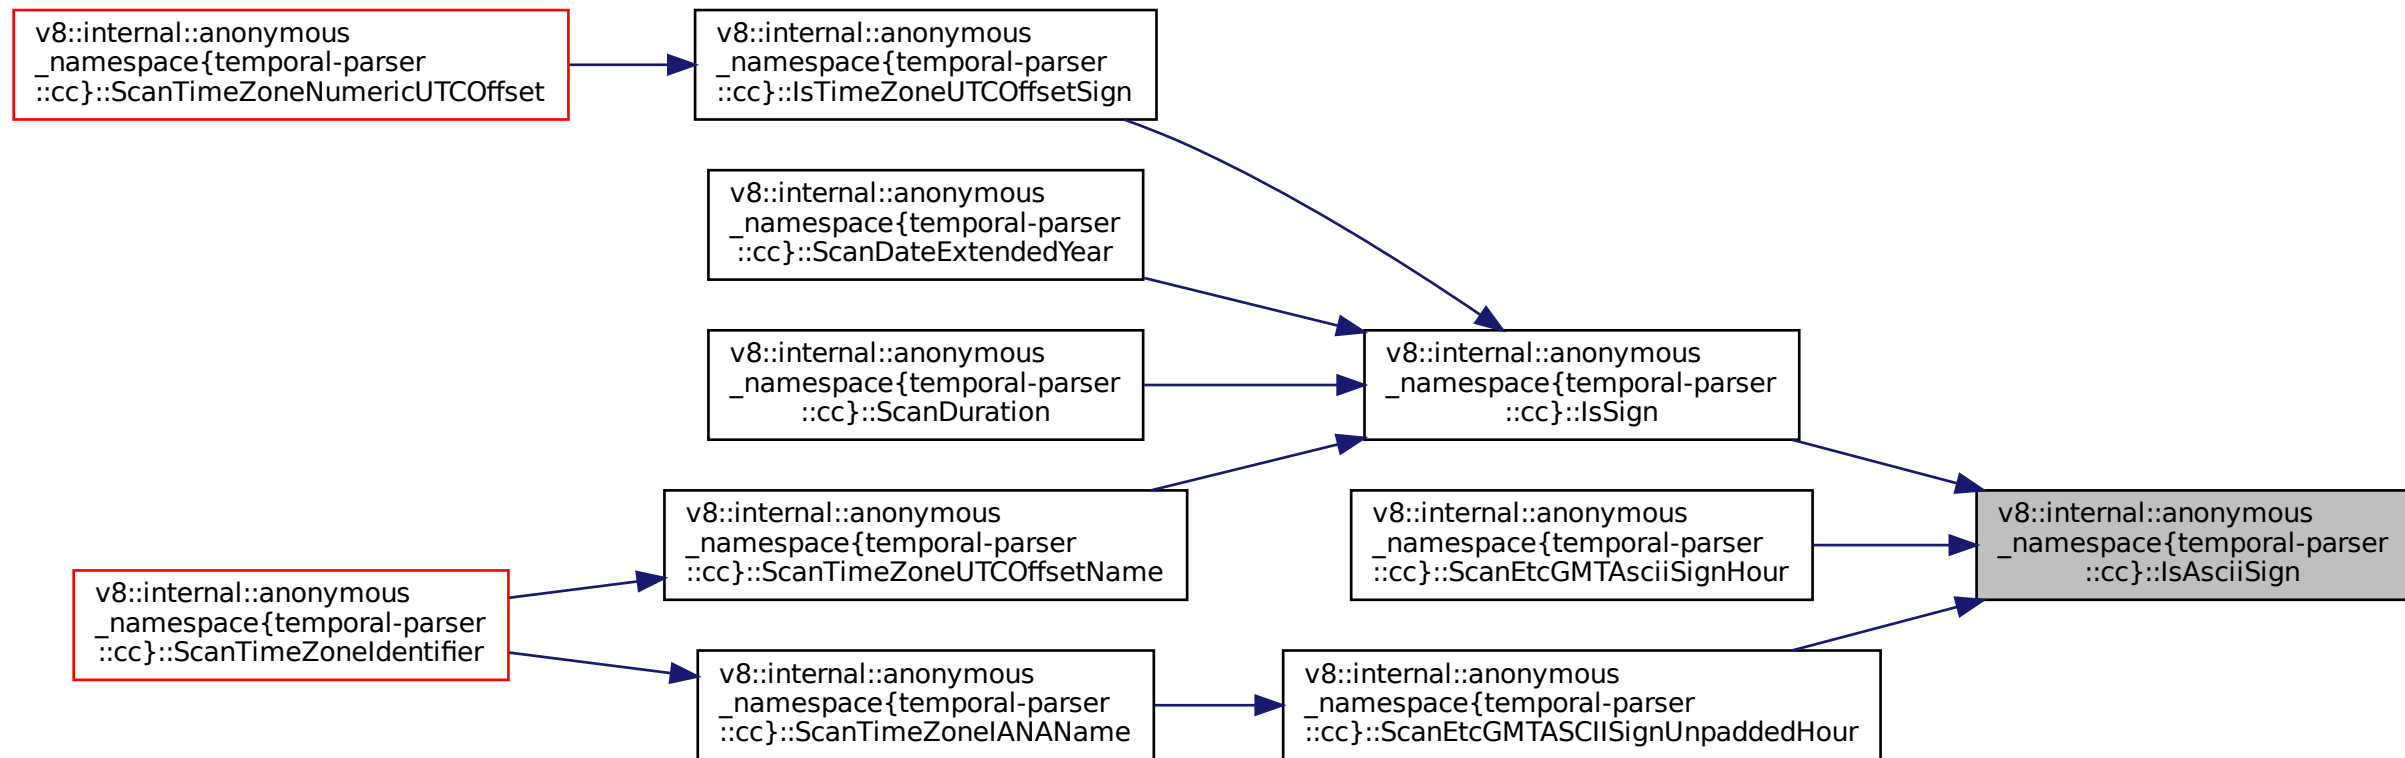 v8::internal::anonymous
_namespace{temporal-parser
::cc}::ScanTimeZoneNumericUTCOffset
v8::internal::anonymous
_namespace{temporal-parser
::cc}::IsTimeZoneUTCOffsetSign
v8::internal::anonymous
_namespace{temporal-parser
::cc}::ScanDateExtendedYear
v8::internal::anonymous
_namespace{temporal-parser
::cc}::ScanDuration
v8::internal::anonymous
_namespace{temporal-parser
::cc}::IsSign
v8::internal::anonymous
_namespace{temporal-parser
::cc}::ScanTimeZoneUTCOffsetName
v8::internal::anonymous
_namespace{temporal-parser
::cc}::ScanEtcGMTAsciiSignHour
v8::internal::anonymous
_namespace{temporal-parser
::cc}::IsAsciiSign
v8::internal::anonymous
_namespace{temporal-parser
::cc}::ScanTimeZoneIdentifier
v8::internal::anonymous
_namespace{temporal-parser
::cc}::ScanTimeZoneIANAName
v8::internal::anonymous
_namespace{temporal-parser
::cc}::ScanEtcGMTASCIISignUnpaddedHour